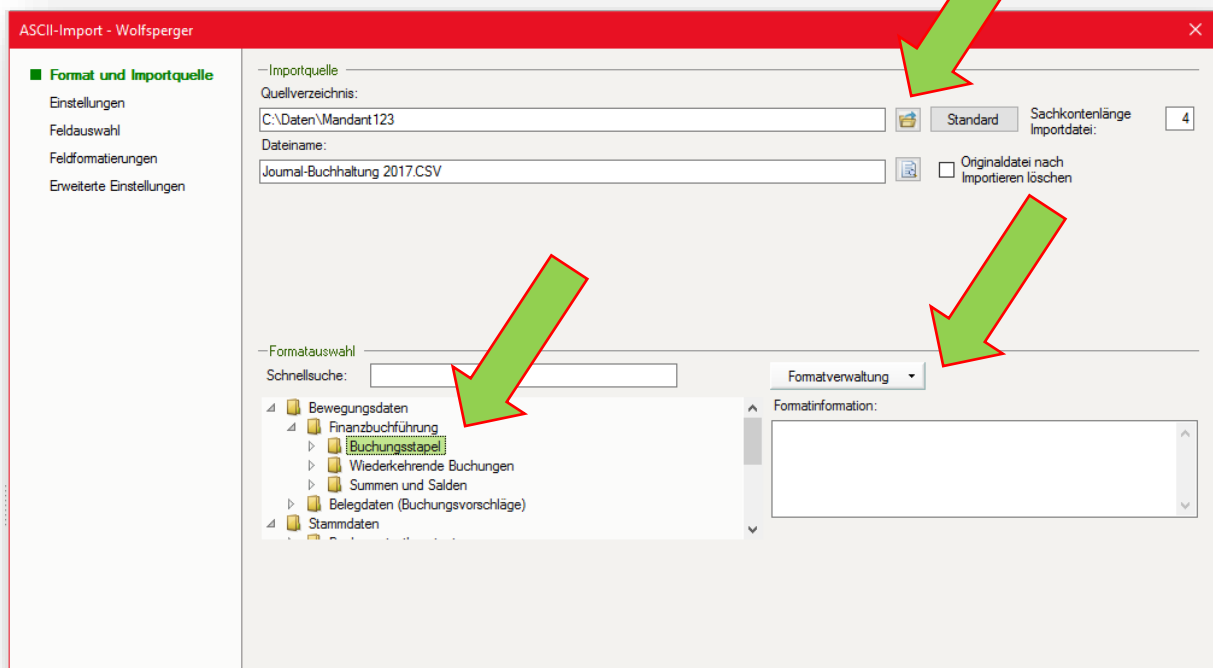 ASCII-Import - Wolfsperger
Format und Importquelle
Einstellungen
Feldauswahl
Feldformatierungen
Erweiterte Einstellungen
Importquelle
Quellverzeichnis:
C:\Daten\Mandant123
Standard
Sachkontenlänge
Importdatei:
4
Dateiname:
Journal-Buchhaltung 2017.CSV
Originaldatei nach
Importieren löschen
Formatauswahl
Schnellsuche:
Formatverwaltung
Bewegungsdaten
Finanzbuchführung
Buchungsstapel
Wiederkehrende Buchungen
Summen und Salden
Belegdaten (Buchungsvorschläge)
Stammdaten
Formatinformation: